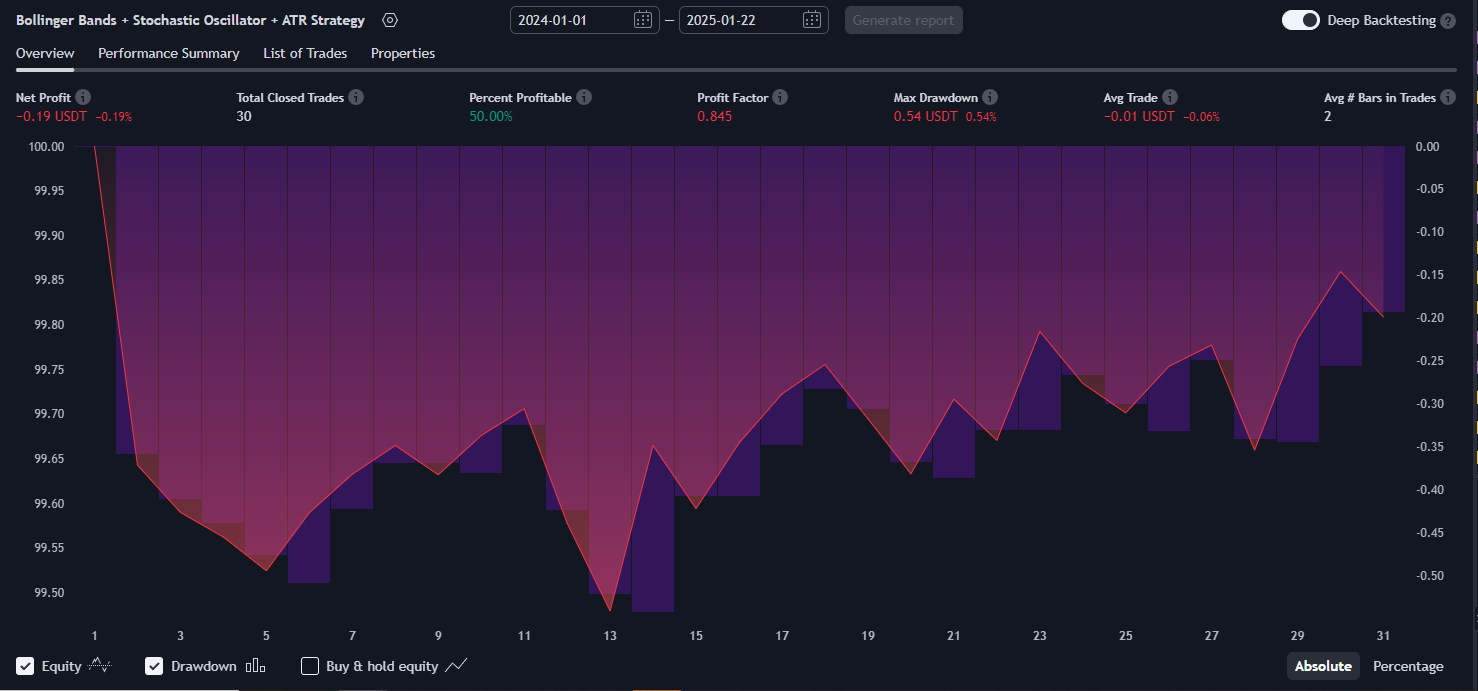 Bollinger Bands + Stochastic Oscillator + ATR Strategy 2024-01-01 — 2025-01-22 Generate report Deep Backtesting ?
Overview Performance Summary List of Trades Properties
Net Profit Total Closed Trades Percent Profitable Profit Factor Max Drawdown Avg Trade Avg # Bars in Trades
−0.19 USDT −0.19% 30 50.00% 0.845 0.54 USDT 0.54% −0.01 USDT −0.06% 2
100.00 0.00
99.95 -0.05
99.90 -0.10
99.85 -0.15
99.80 -0.20
99.75 -0.25
99.70 -0.30
99.65 -0.35
99.60 -0.40
99.55 -0.45
99.50 -0.50
1 3 5 7 9 11 13 15 17 19 21 23 25 27 29 31
Equity Drawdown Buy & hold equity Absolute Percentage